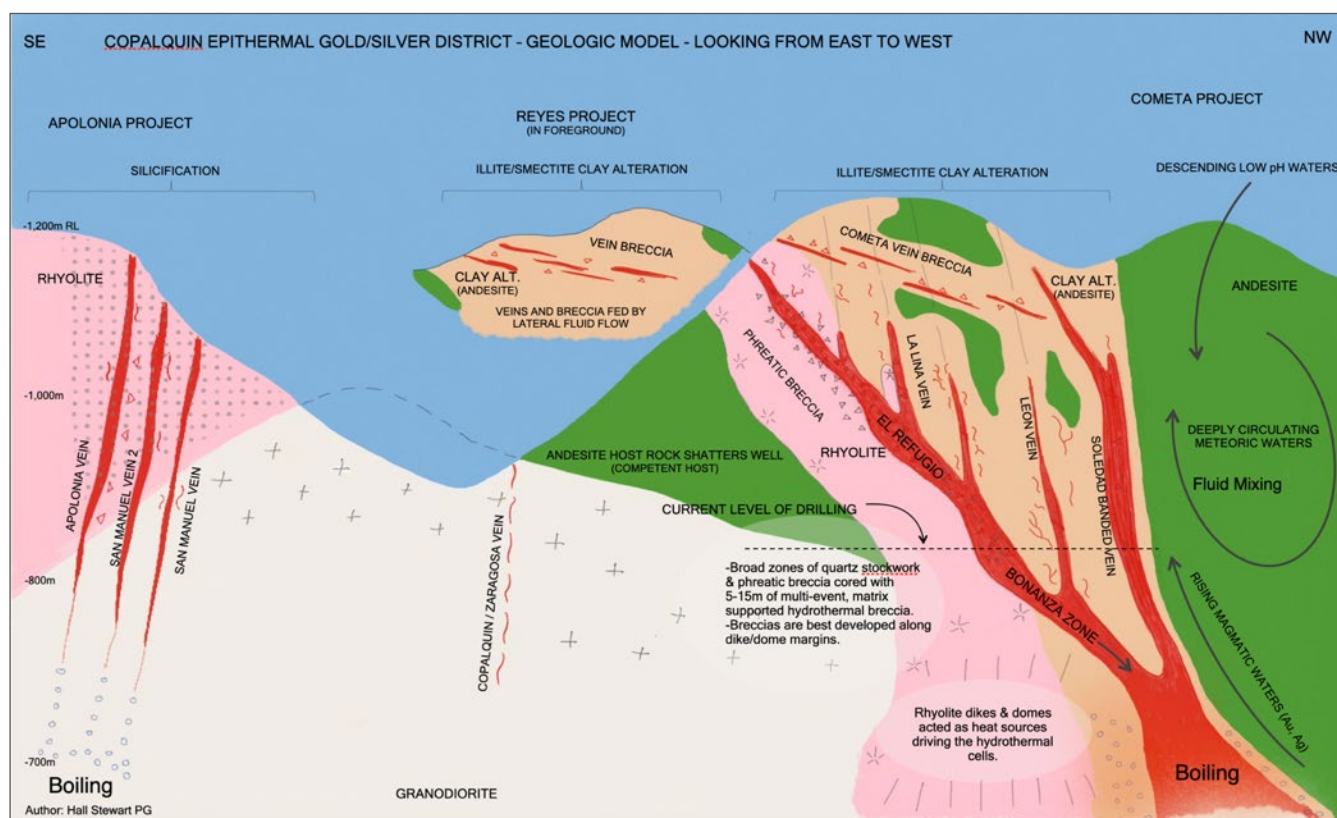 SE
COPALQUIN EPITHERMAL GOLD/SILVER DISTRICT - GEOLOGIC MODEL - LOOKING FROM EAST TO WEST
NW
APOLONIA PROJECT
REYES PROJECT
(IN FOREGROUND)
COMETA PROJECT
SILICIFICATION
ILLITE/SMECTITE CLAY ALTERATION
ILLITE/SMECTITE CLAY ALTERATION
DESCENDING LOW pH WATERS
-1,200m RL
RHYOLITE
VEIN BRECCIA
CLAY ALT.
(ANDESITE)
VEINS AND BRECCIA FED BY
LATERAL FLUID FLOW
COMETA VEIN BRECCIA
CLAY ALT.
(ANDESITE)
ANDESITE
-1,000m
PHREATIC BRECCIA
LA LINA VEIN
EL REFUGIO
RHYOLITE
LEON VEIN
SOLEDAD BANDED VEIN
DEEPLY CIRCULATING
METEORIC WATERS
Fluid Mixing
APOLONIA VEIN
SAN MANUEL VEIN 2
SAN MANUEL VEIN
COPALQUIN / ZARAGOSA VEIN
ANDESITE HOST ROCK SHATTERS WELL
(COMPETENT HOST)
CURRENT LEVEL OF DRILLING
-800m
-Broad zones of quartz stockwork
& phreatic breccia cored with
5-15m of multi-event, matrix
supported hydrothermal breccia.
-Breccias are best developed along
dike/dome margins.
BONANZA ZONE
RISING MAGMATIC WATERS (Au, Ag)
Rhyolite dikes & domes
acted as heat sources
driving the hydrothermal
cells.
-700m
Boiling
Author: Hall Stewart PG
GRANODIORITE
Boiling